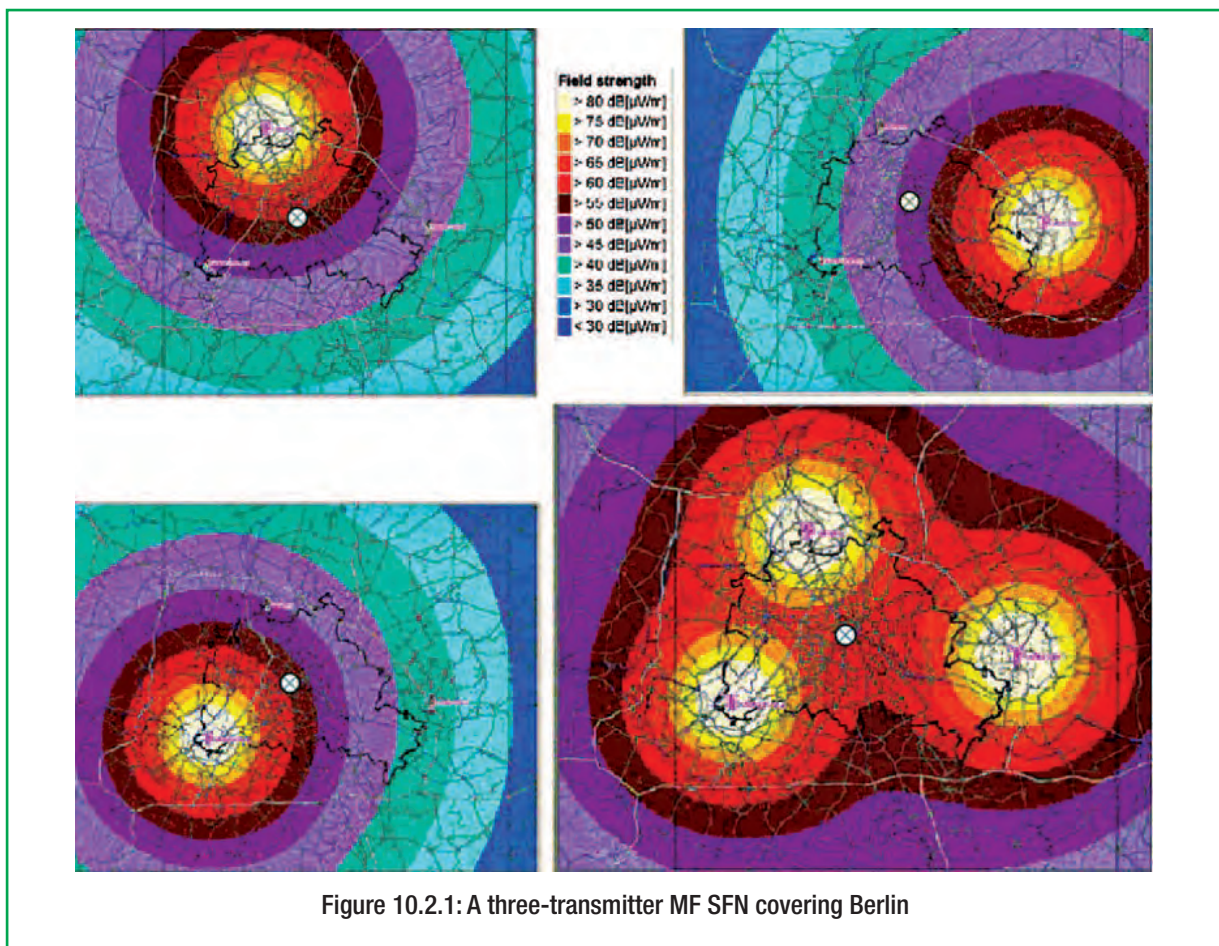 Field strength
> 80 dB[µV/m]
> 75 dB[µV/m]
> 70 dB[µV/m]
> 65 dB[µV/m]
> 60 dB[µV/m]
> 55 dB[µV/m]
> 50 dB[µV/m]
> 45 dB[µV/m]
> 40 dB[µV/m]
> 35 dB[µV/m]
> 30 dB[µV/m]
< 30 dB[µV/m]
Figure 10.2.1: A three-transmitter MF SFN covering Berlin